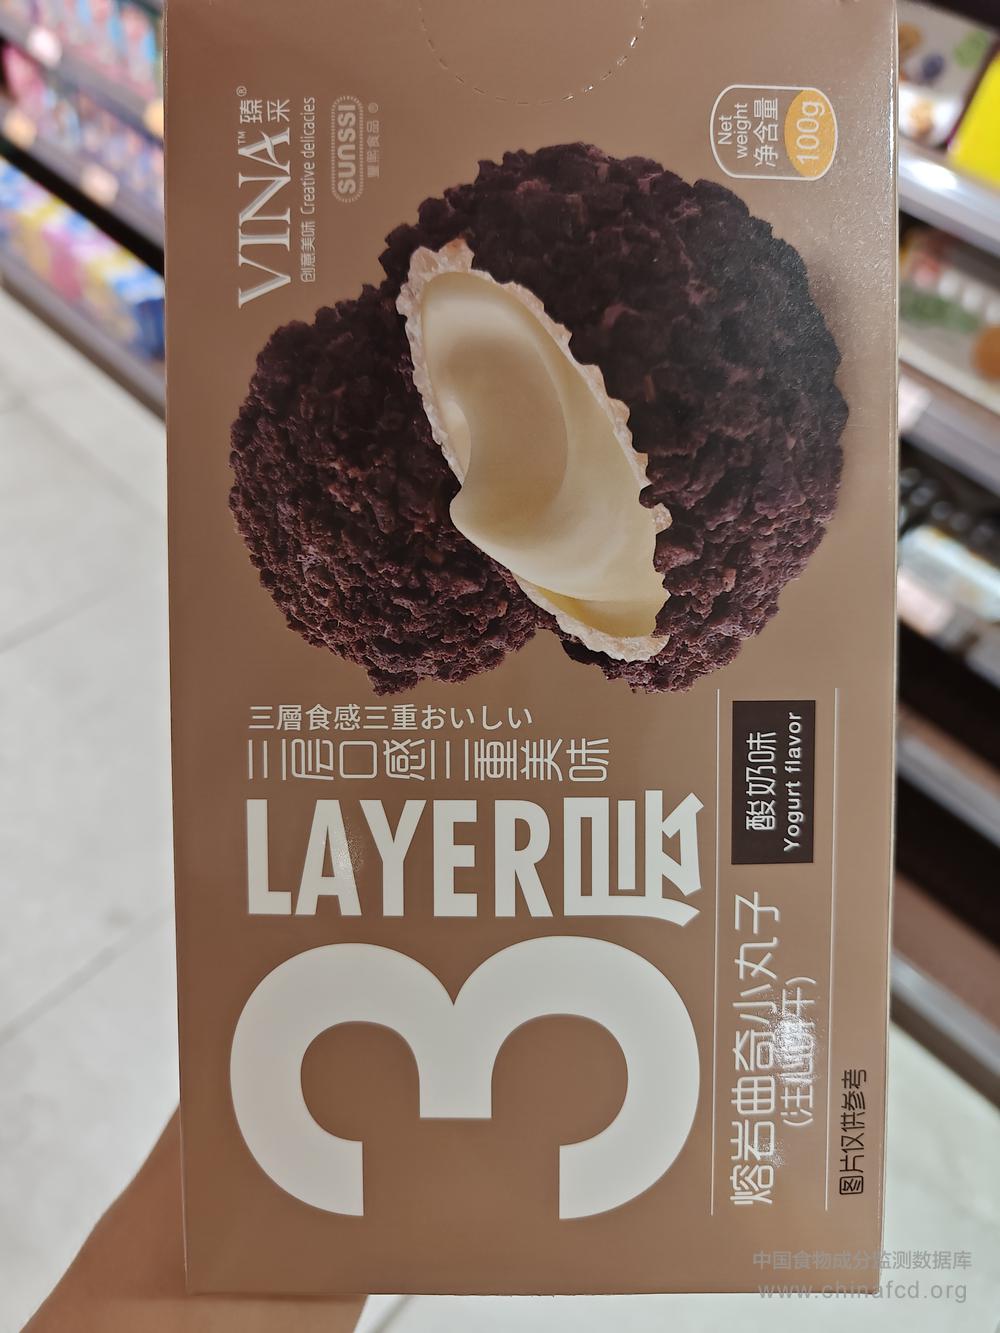 VINA™ 臻采®
创意美味 Creative delicacies
sunssi
Net weight
净含量
100g
三層食感三重おいしい
三层口感三重美味
3 LAYER层
酸奶味
Yogurt flavor
熔岩曲奇小丸子
(注心饼干)
图片仅供参考
中国食物成分监测数据库
www.chinafcd.org